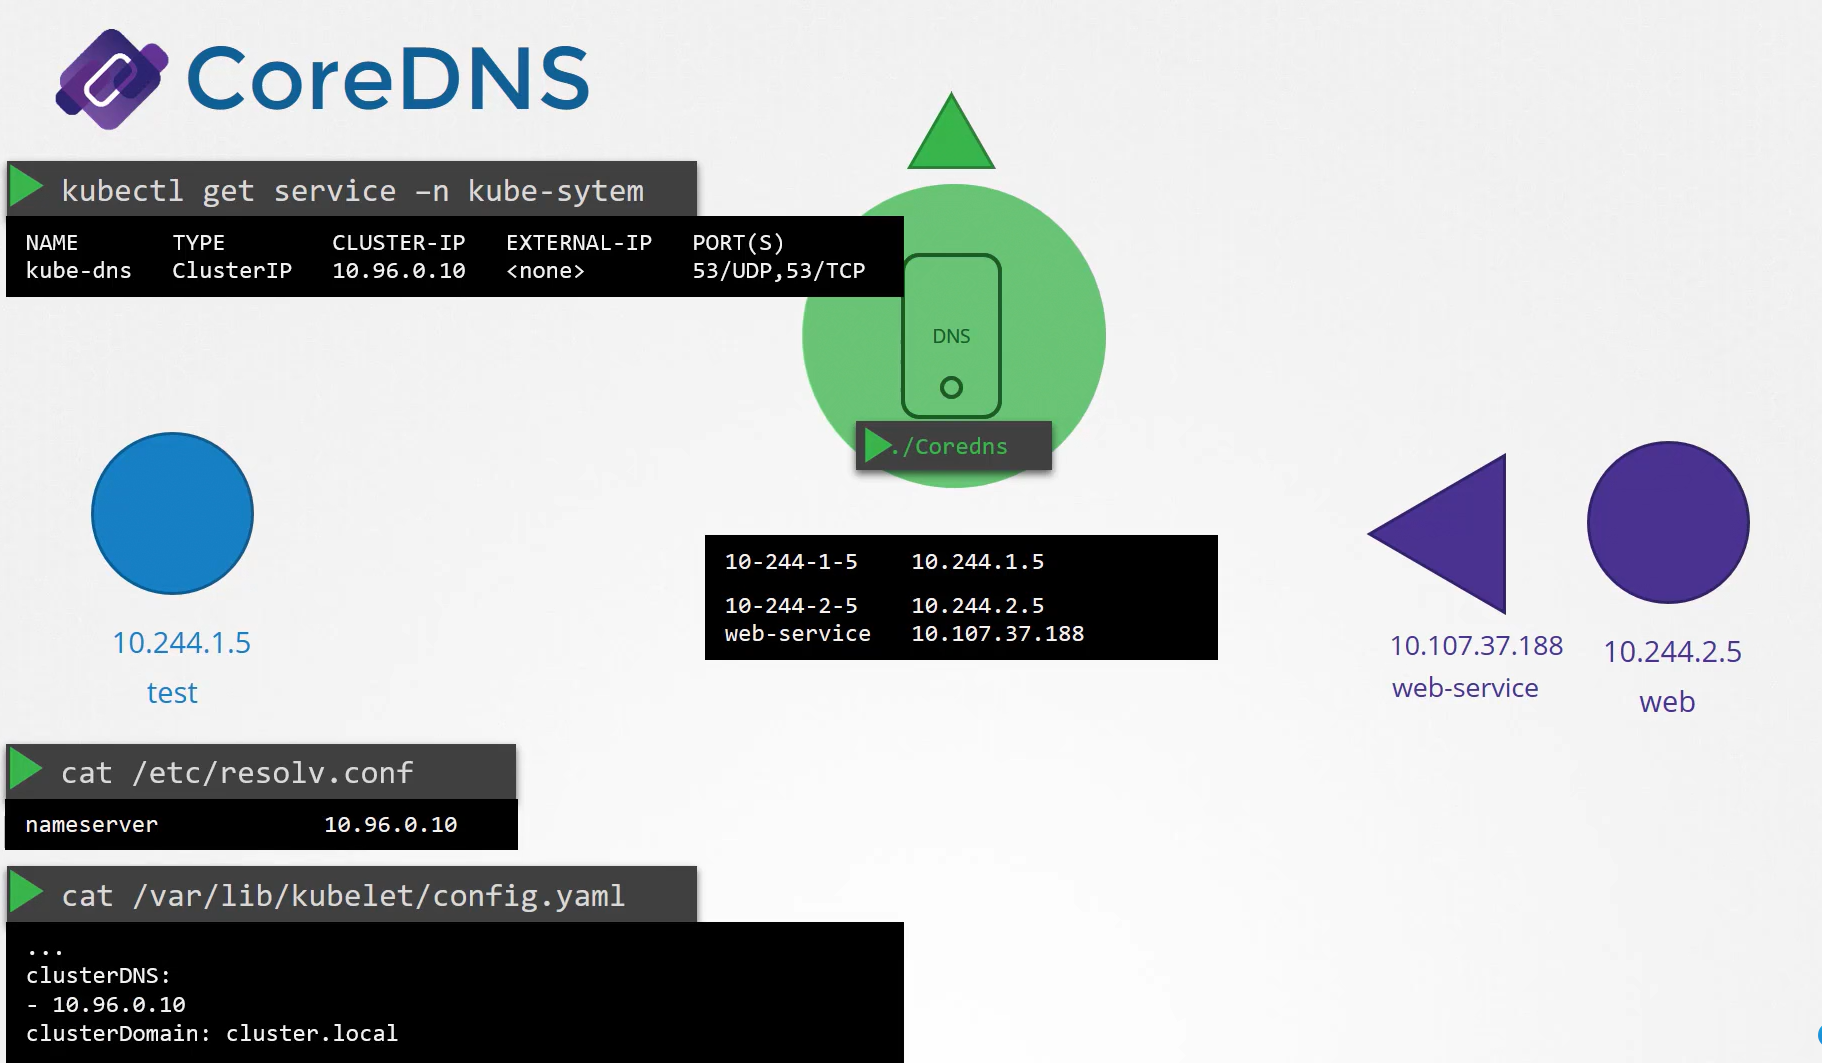 CoreDNS
kubectl get service –n kube-sytem
NAME TYPE CLUSTER-IP EXTERNAL-IP PORT(S)
kube-dns ClusterIP 10.96.0.10 <none> 53/UDP,53/TCP
DNS
./Coredns
10-244-1-5 10.244.1.5
10-244-2-5 10.244.2.5
web-service 10.107.37.188
10.244.1.5
test
10.107.37.188
web-service
10.244.2.5
web
cat /etc/resolv.conf
nameserver 10.96.0.10
cat /var/lib/kubelet/config.yaml
...
clusterDNS:
- 10.96.0.10
clusterDomain: cluster.local